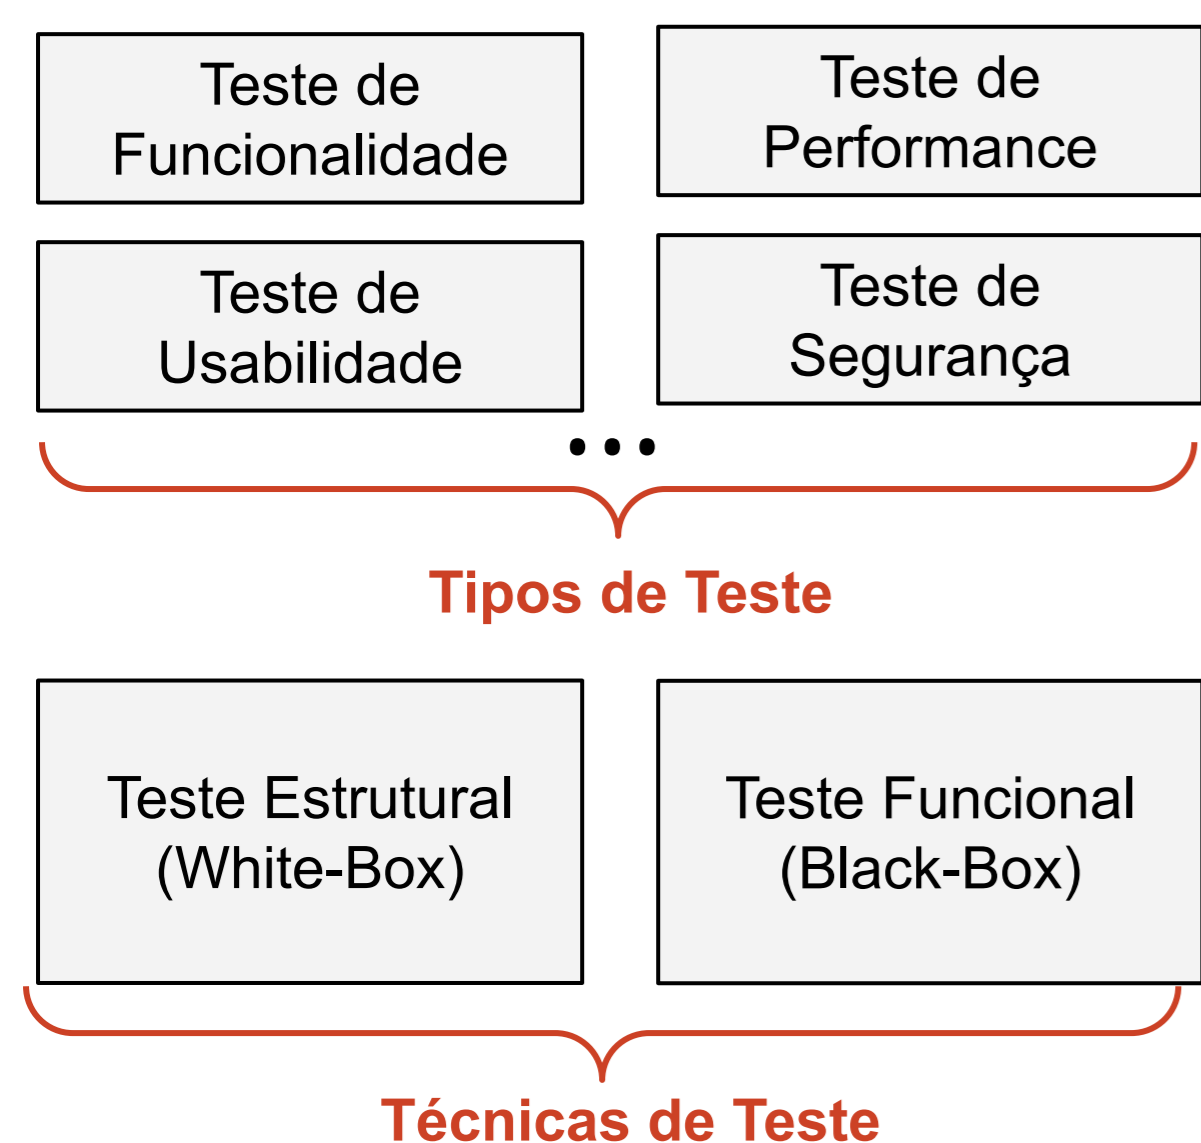 Teste de
Funcionalidade
Teste de
Performance
Teste de
Usabilidade
Teste de
Segurança
...
Tipos de Teste
Teste Estrutural
(White-Box)
Teste Funcional
(Black-Box)
Técnicas de Teste